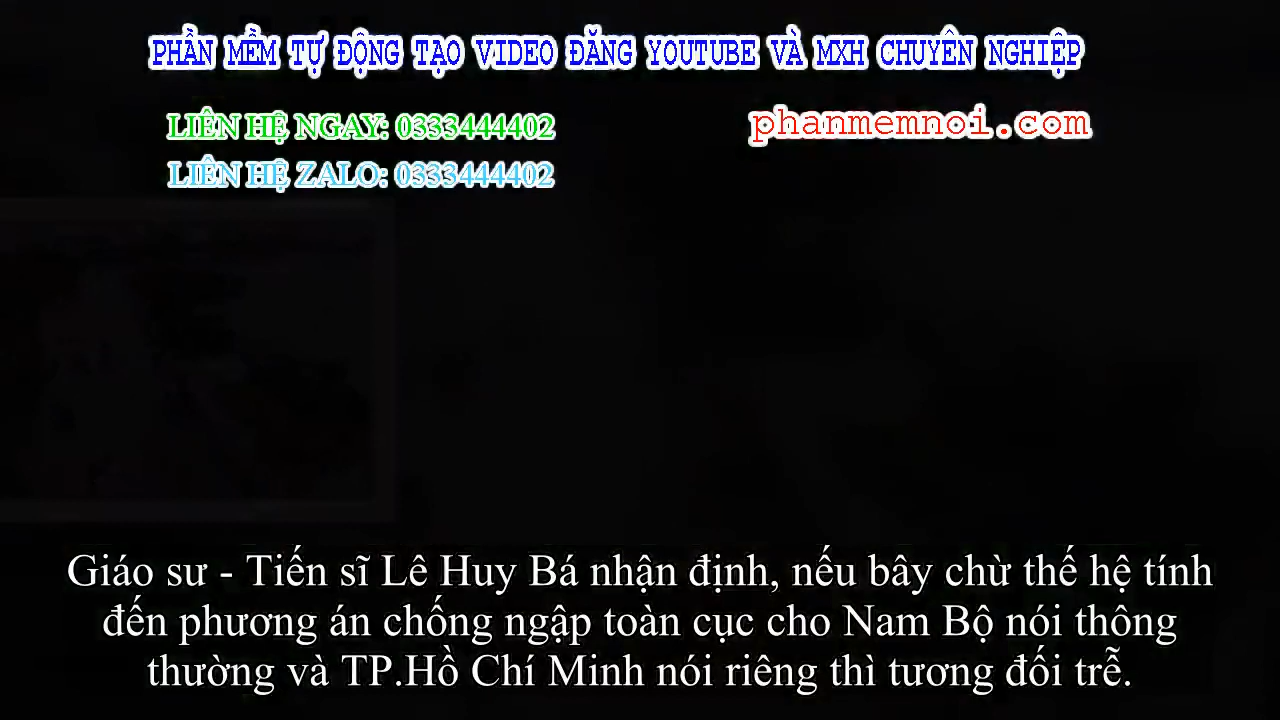 PHẦN MỀM TỰ ĐỘNG TẠO VIDEO ĐĂNG YOUTUBE VÀ MXH CHUYÊN NGHIỆP
LIÊN HỆ NGAY: 0333444402
phanmemnoi.com
LIÊN HỆ ZALO: 0333444402
Giáo sư - Tiến sĩ Lê Huy Bá nhận định, nếu bây chừ thế hệ tính
đến phương án chống ngập toàn cục cho Nam Bộ nói thông
thường và TP.Hồ Chí Minh nói riêng thì tương đối trễ.